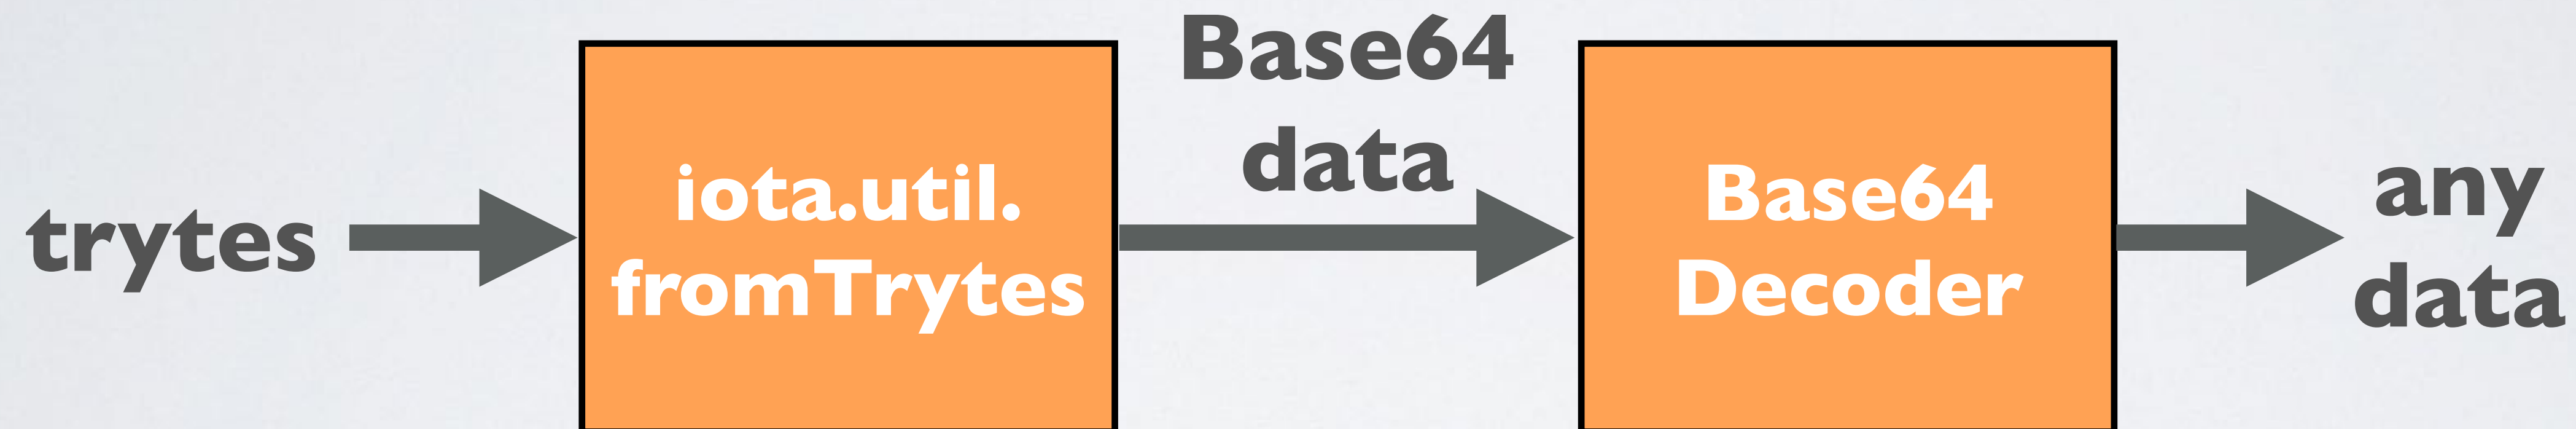 trytes
iota.util.
fromTrytes
Base64
data
Base64
Decoder
any
data